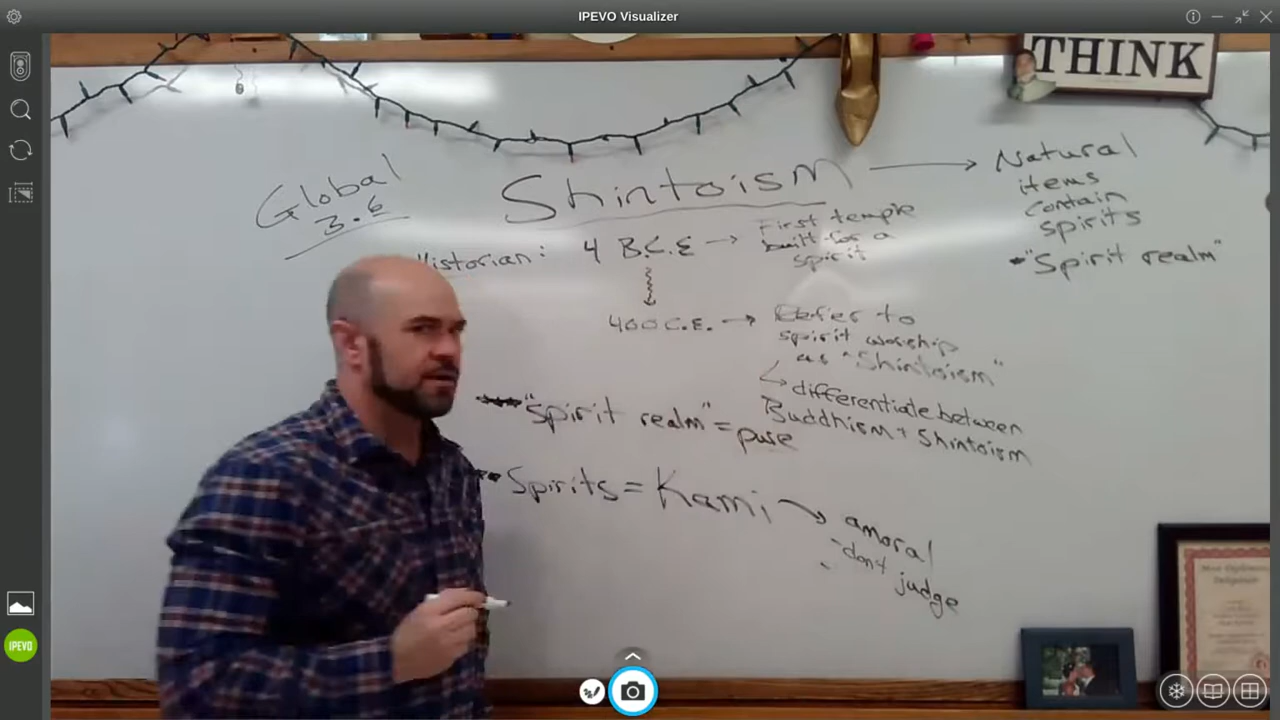 IPEVO Visualizer
THINK
Global
3.6
Shintoism
Natural
items
contain
spirits
"Spirit realm"
Historian: 4 B.C.E
First temple
built for a
spirit
400 C.E.
Refer to
spirit worship
as "Shintoism"
differentiate between
Buddhism + Shintoism
"Spirit realm" = pure
Spirits = Kami
amoral
- don't judge
-
IPEVO